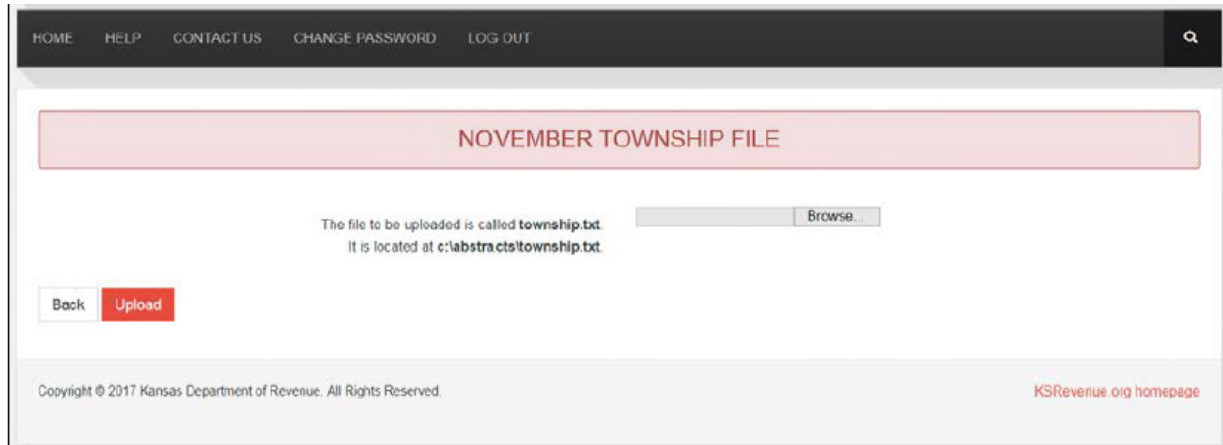 HOME HELP CONTACT US CHANGE PASSWORD LOG OUT
NOVEMBER TOWNSHIP FILE
The file to be uploaded is called township.txt. Browse...
It is located at c:\abstracts\township.txt.
Back Upload
Copyright © 2017 Kansas Department of Revenue. All Rights Reserved. KSRevenue.org homepage